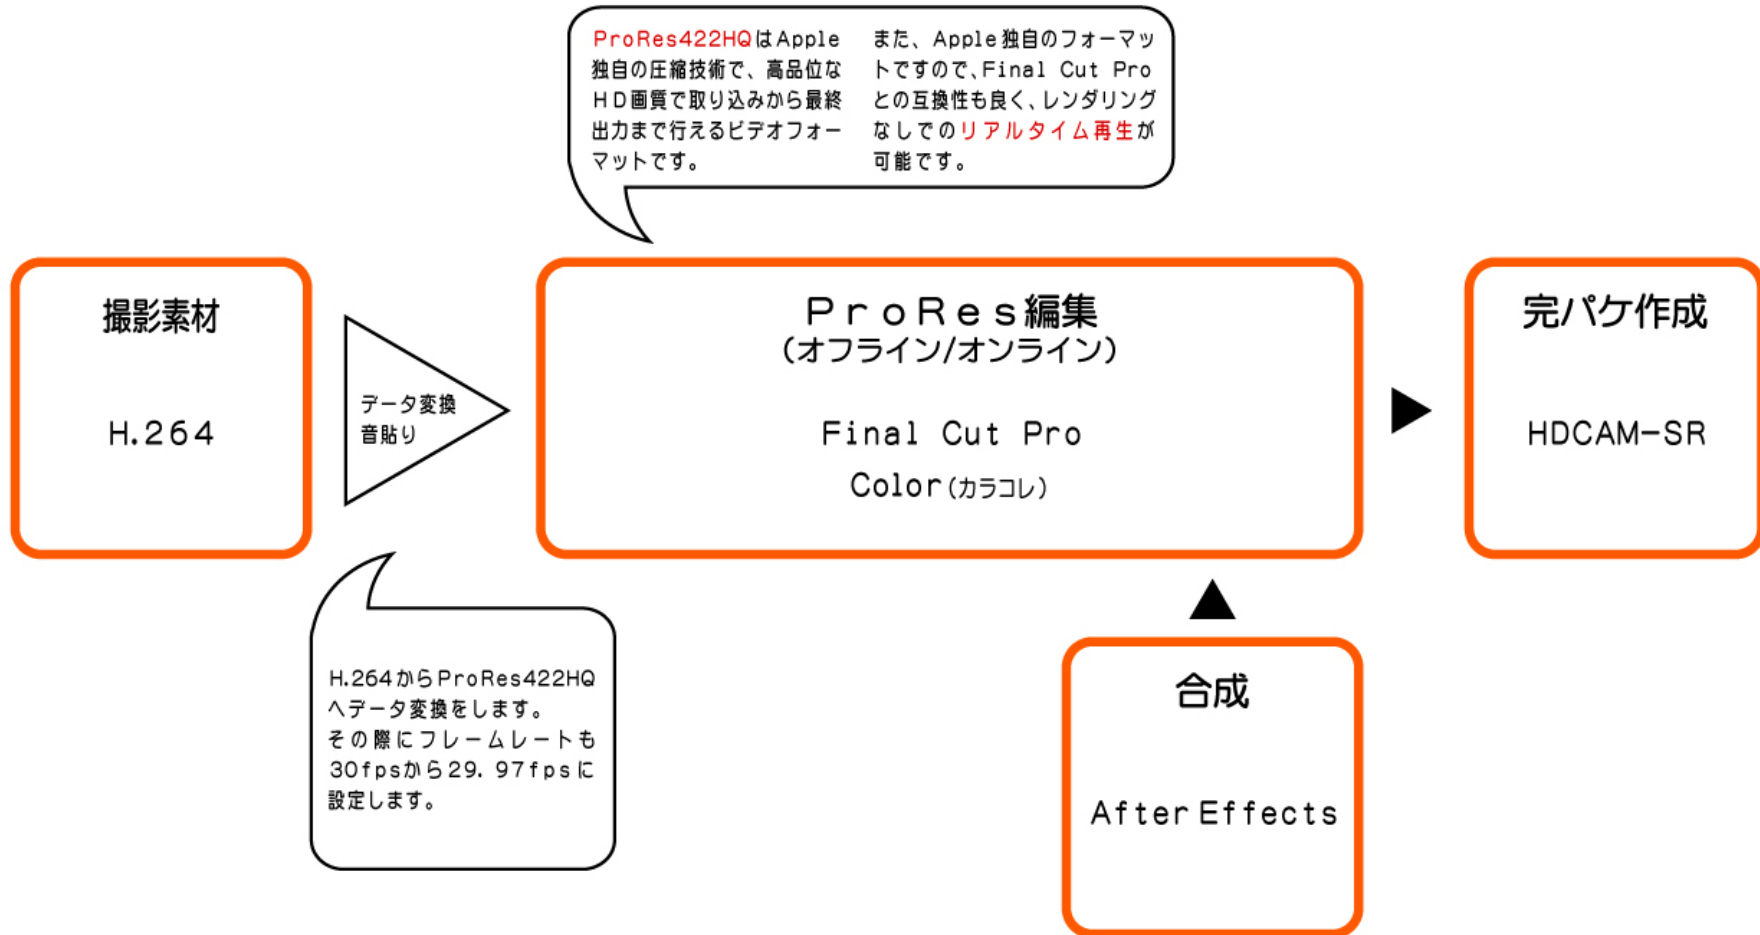 ProRes422HQはApple
独自の圧縮技術で、高品位な
HD画質で取り込みから最終
出力まで行えるビデオフォー
マットです。
また、Apple独自のフォーマッ
トですので、Final Cut Pro
との互換性も良く、レンダリング
なしでのリアルタイム再生が
可能です。
撮影素材
H.264
データ変換
音貼り
ProRes編集
(オフライン/オンライン)
Final Cut Pro
Color(カラコレ)
完パケ作成
HDCAM-SR
H.264からProRes422HQ
へデータ変換をします。
その際にフレームレートも
30fpsから29.97fpsに
設定します。
合成
After Effects